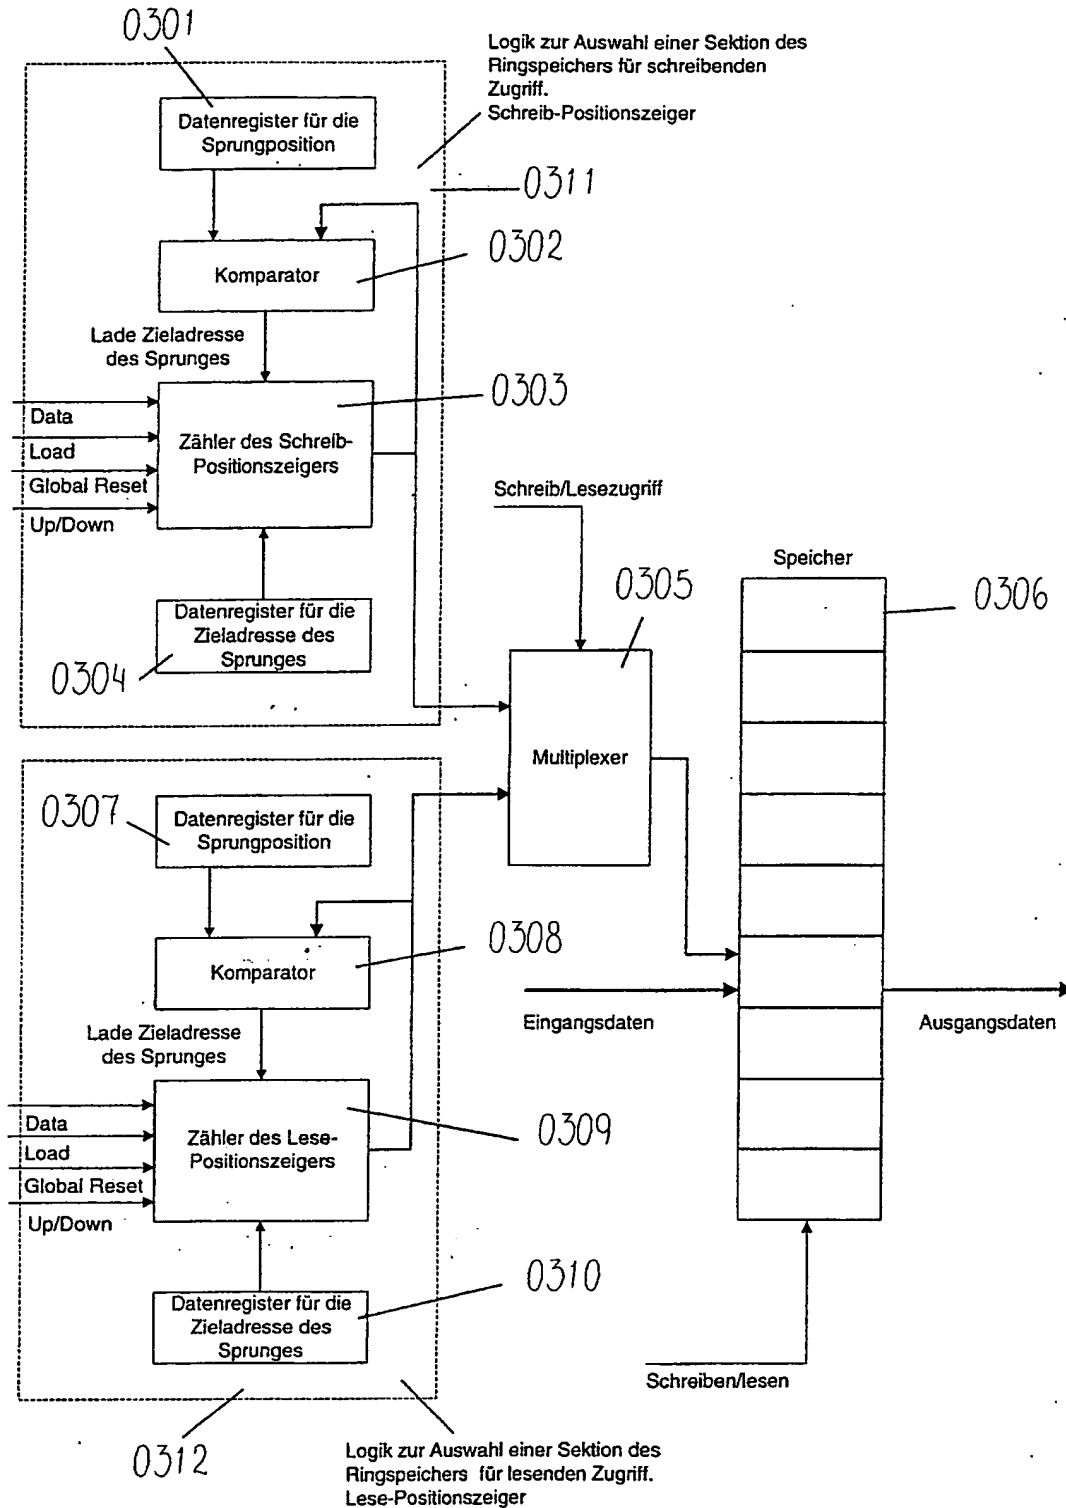 0301
Logik zur Auswahl einer Sektion des
Ringspeichers für schreibenden
Zugriff.
Schreib-Positionszeiger
Datenregister für die
Sprungposition
0311
0302
Komparator
Lade Zieladresse
des Sprunges
0303
Data
Load
Global Reset
Up/Down
Zähler des Schreib-
Positionszeigers
Schreib/Lesezugriff
Speicher
0305
0306
Datenregister für die
Zieladresse des
Sprunges
0304
Multiplexer
0307
Datenregister für die
Sprungposition
0308
Komparator
Eingangsdaten
Ausgangsdaten
Lade Zieladresse
des Sprunges
0309
Data
Load
Global Reset
Up/Down
Zähler des Lese-
Positionszeigers
0310
Datenregister für die
Zieladresse des
Sprunges
Schreiben/lesen
0312
Logik zur Auswahl einer Sektion des
Ringspeichers für lesenden Zugriff.
Lese-Positionszeiger